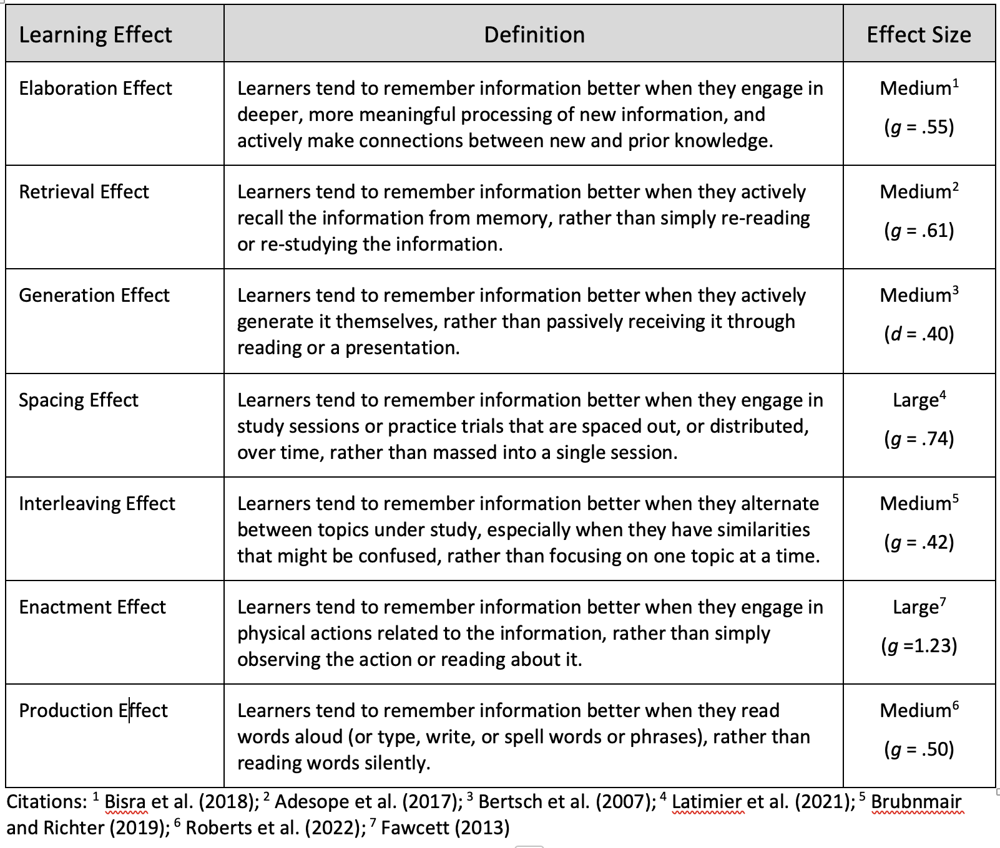 Learning Effect Definition Effect Size
Elaboration Effect Learners tend to remember information better when they engage in Medium¹
deeper, more meaningful processing of new information, and (g = .55)
actively make connections between new and prior knowledge.
Retrieval Effect Learners tend to remember information better when they actively Medium²
recall the information from memory, rather than simply re-reading (g = .61)
or re-studying the information.
Generation Effect Learners tend to remember information better when they actively Medium³
generate it themselves, rather than passively receiving it through (d = .40)
reading or a presentation.
Spacing Effect Learners tend to remember information better when they engage in Large⁴
study sessions or practice trials that are spaced out, or distributed, (g = .74)
over time, rather than massed into a single session.
Interleaving Effect Learners tend to remember information better when they alternate Medium⁵
between topics under study, especially when they have similarities (g = .42)
that might be confused, rather than focusing on one topic at a time.
Enactment Effect Learners tend to remember information better when they engage in Large⁷
physical actions related to the information, rather than simply (g =1.23)
observing the action or reading about it.
Production Effect Learners tend to remember information better when they read Medium⁶
words aloud (or type, write, or spell words or phrases), rather than (g = .50)
reading words silently.
Citations: ¹ Bisra et al. (2018); ² Adesope et al. (2017); ³ Bertsch et al. (2007); ⁴ Latimier et al. (2021); ⁵ Brubnmair
and Richter (2019); ⁶ Roberts et al. (2022); ⁷ Fawcett (2013)